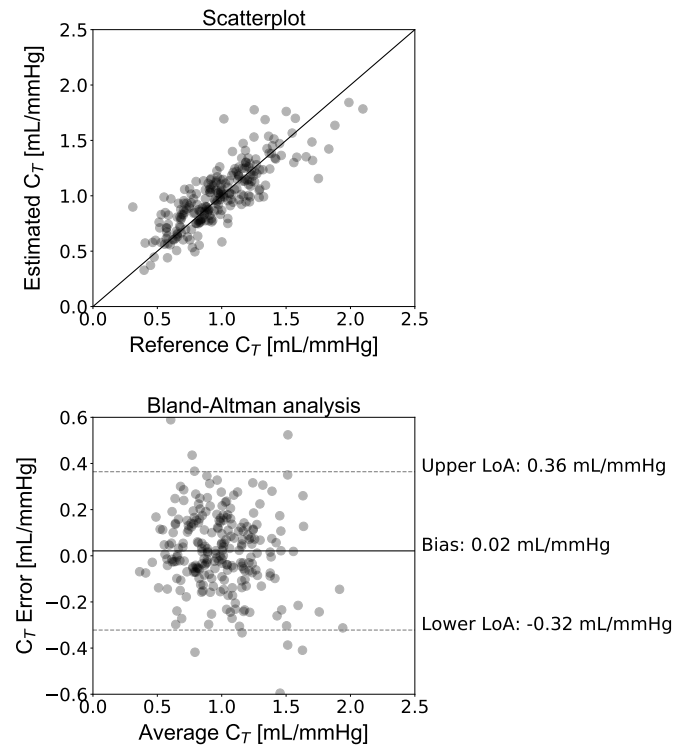 Scatterplot
2.5
2.0
1.5
1.0
0.5
0.0
0.0 0.5 1.0 1.5 2.0 2.5
Estimated C_T [mL/mmHg]
Reference C_T [mL/mmHg]
Bland-Altman analysis
0.6
0.4
0.2
0.0
−0.2
−0.4
−0.6
0.0 0.5 1.0 1.5 2.0 2.5
C_T Error [mL/mmHg]
Average C_T [mL/mmHg]
Upper LoA: 0.36 mL/mmHg
Bias: 0.02 mL/mmHg
Lower LoA: -0.32 mL/mmHg